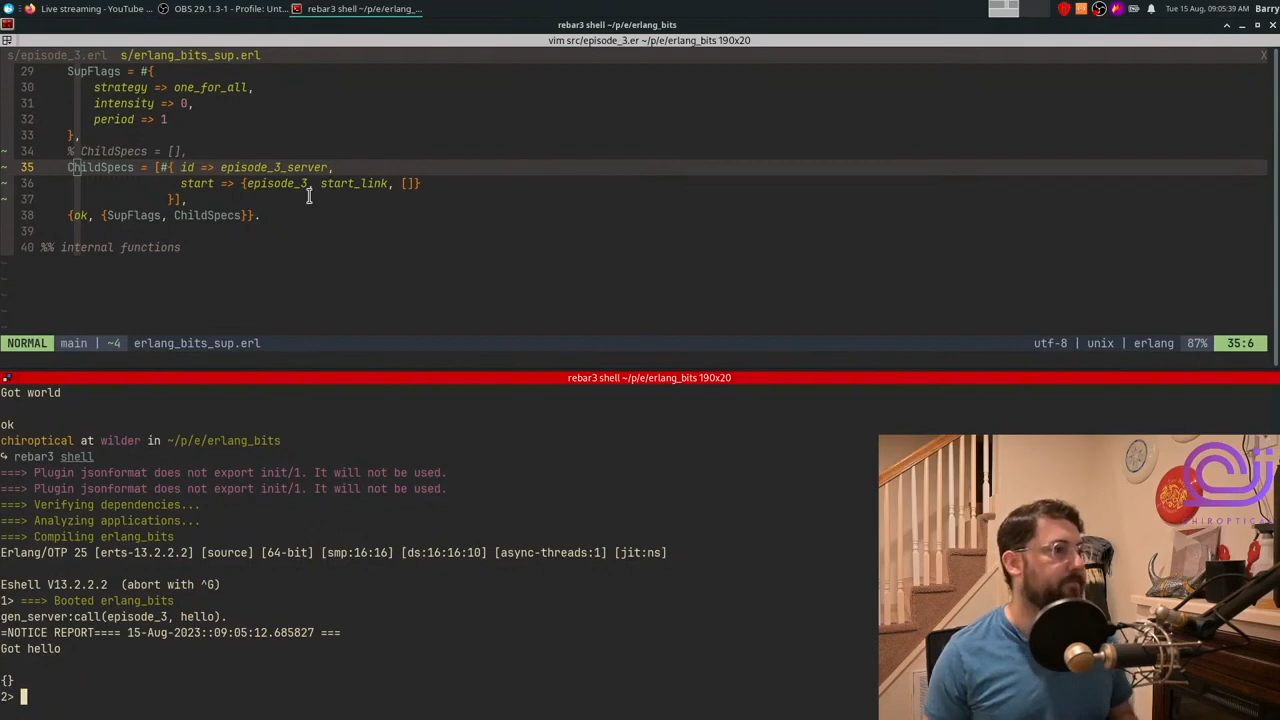 Live streaming - YouTube
OBS 29.1.3-1 - Profile: Unt...
rebar3 shell ~/p/e/erlang_...
Tue 15 Aug, 09:05:39
Barry
rebar3 shell ~/p/e/erlang_bits
vim src/episode_3.er ~/p/e/erlang_bits 190x20
s/episode_3.erl s/erlang_bits_sup.erl X
29 SupFlags = #{
30 strategy => one_for_all,
31 intensity => 0,
32 period => 1
33 },
~ 34 % ChildSpecs = [],
~ 35 ChildSpecs = [#{ id => episode_3_server,
~ 36 start => {episode_3, start_link, []}
~ 37 }],
38 {ok, {SupFlags, ChildSpecs}}.
39
40 %% internal functions
~
~
~
~
NORMAL main | ~4 erlang_bits_sup.erl utf-8 | unix | erlang 87% 35:6
rebar3 shell ~/p/e/erlang_bits 190x20
Got world
ok
chiroptical at wilder in ~/p/e/erlang_bits
↪ rebar3 shell
===> Plugin jsonformat does not export init/1. It will not be used.
===> Plugin jsonformat does not export init/1. It will not be used.
===> Verifying dependencies...
===> Analyzing applications...
===> Compiling erlang_bits
Erlang/OTP 25 [erts-13.2.2.2] [source] [64-bit] [smp:16:16] [ds:16:16:10] [async-threads:1] [jit:ns]
Eshell V13.2.2.2 (abort with ^G)
1> ===> Booted erlang_bits
gen_server:call(episode_3, hello).
=NOTICE REPORT==== 15-Aug-2023::09:05:12.685827 ===
Got hello
{}
2>
CHIROPTICAL